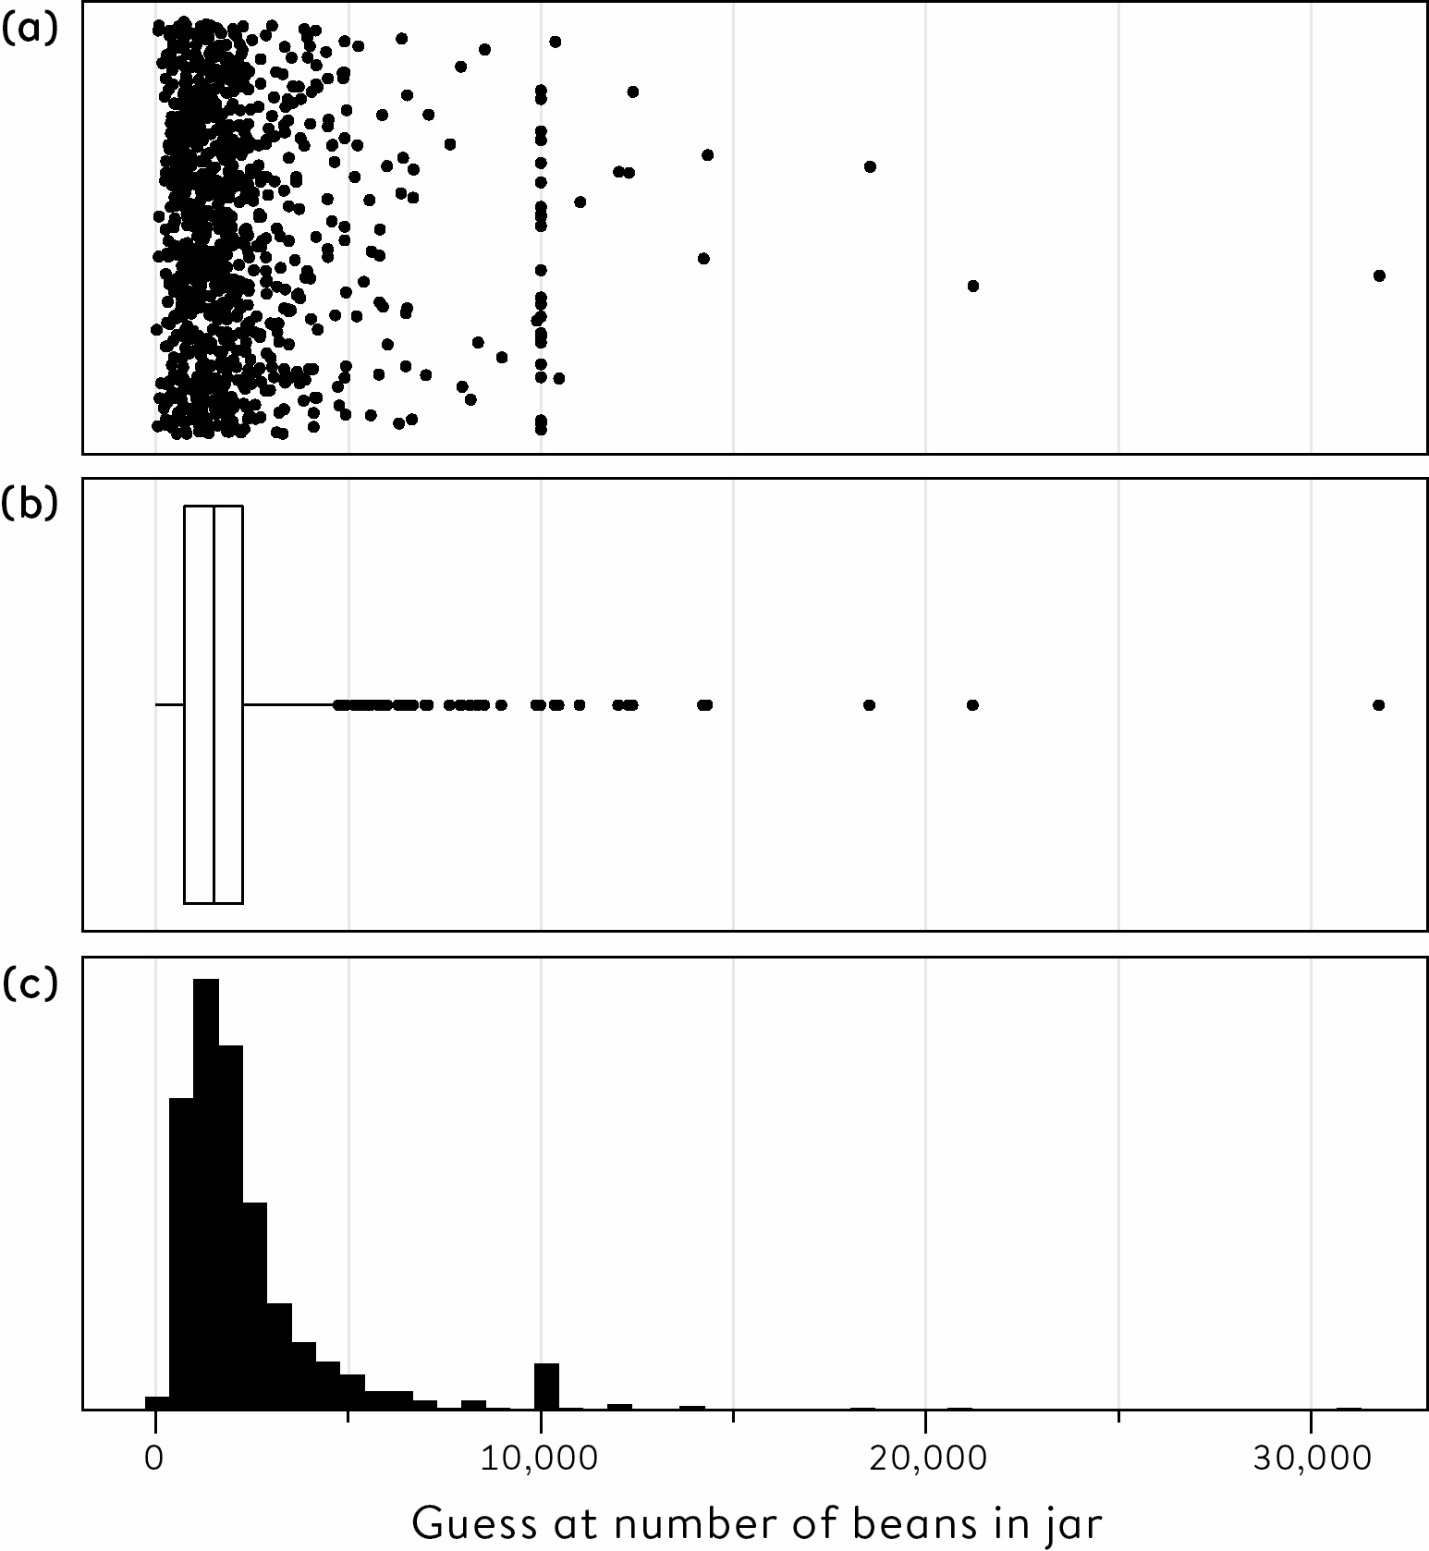 (a)
(b)
(c)
0 10,000 20,000 30,000
Guess at number of beans in jar